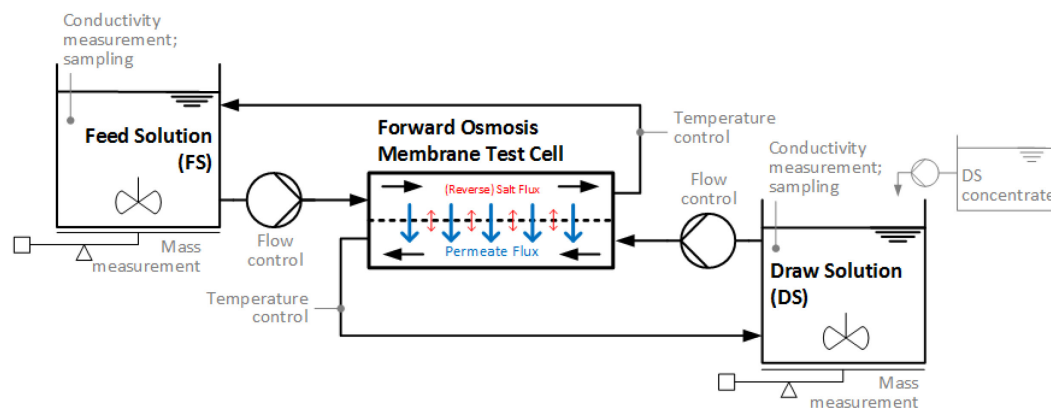 Conductivity
measurement;
sampling
Feed Solution
(FS)
Mass
measurement
Flow
control
Forward Osmosis
Membrane Test Cell
(Reverse) Salt Flux
Permeate Flux
Temperature
control
Temperature
control
Flow
control
Conductivity
measurement;
sampling
DS
concentrate
Draw Solution
(DS)
Mass
measurement